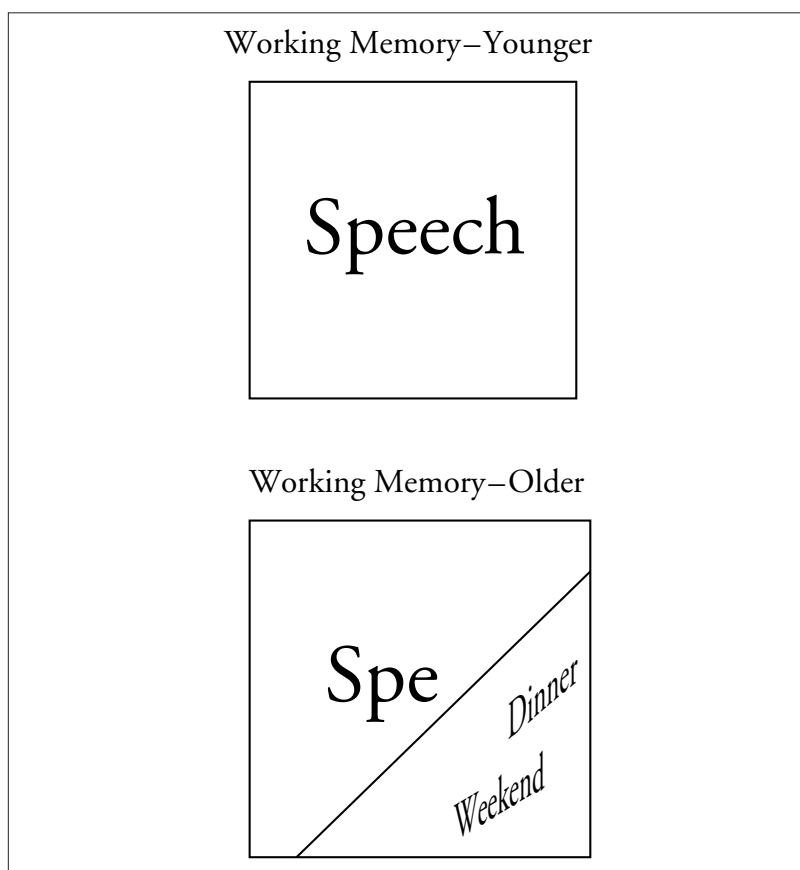 Working Memory–Younger
Speech
Working Memory–Older
Spe
Dinner
Weekend